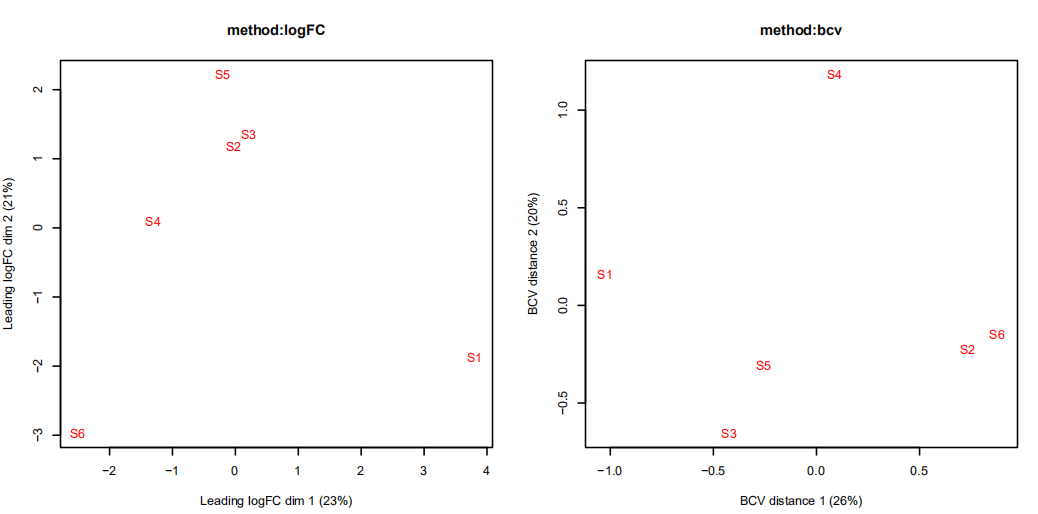 method:logFC
S5
S3
S2
S4
S1
S6
2
1
0
−1
−2
−3
Leading logFC dim 2 (21%)
−2 −1 0 1 2 3 4
Leading logFC dim 1 (23%)
method:bcv
S4
S1
S6
S2
S5
S3
1.0
0.5
0.0
−0.5
BCV distance 2 (20%)
−1.0 −0.5 0.0 0.5
BCV distance 1 (26%)